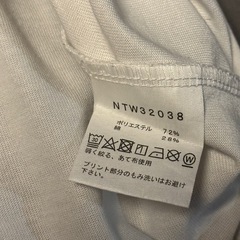 NTW32038
ポリエステル 72%
綿 28%
弱く絞る、あて布使用
プリント部分のもみ洗いはお避け
下さい。